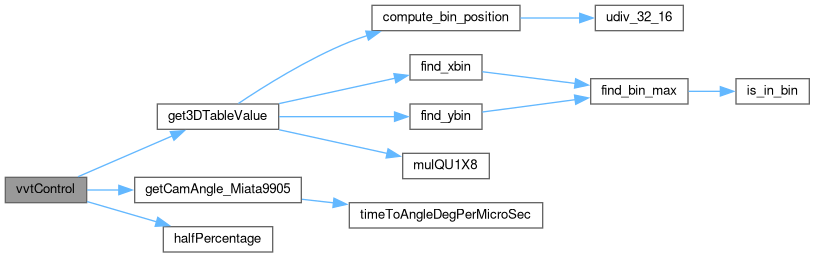 compute_bin_position
udiv_32_16
find_xbin
find_bin_max
is_in_bin
get3DTableValue
find_ybin
mulQU1X8
vvtControl
getCamAngle_Miata9905
timeToAngleDegPerMicroSec
halfPercentage